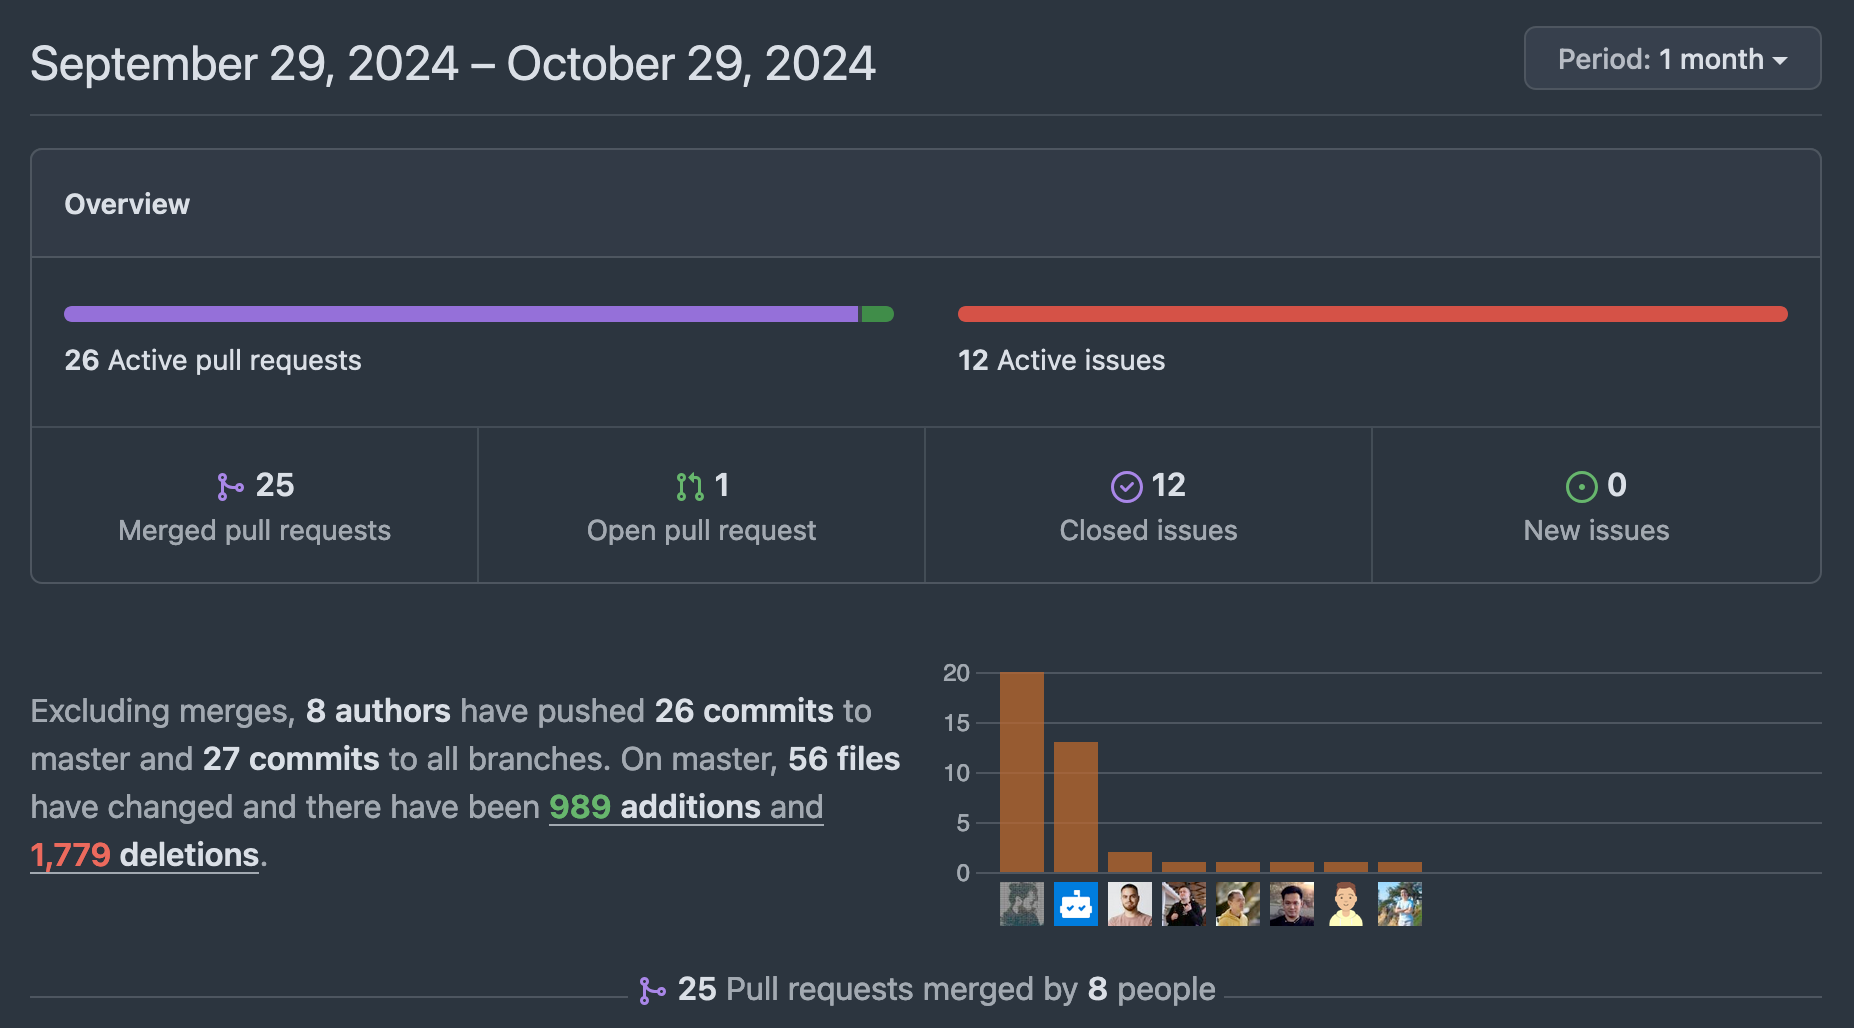 September 29, 2024 – October 29, 2024
Period: 1 month
Overview
26 Active pull requests
12 Active issues
25
Merged pull requests
1
Open pull request
12
Closed issues
0
New issues
Excluding merges, 8 authors have pushed 26 commits to
master and 27 commits to all branches. On master, 56 files
have changed and there have been 989 additions and
1,779 deletions.
20
15
10
5
0
25 Pull requests merged by 8 people